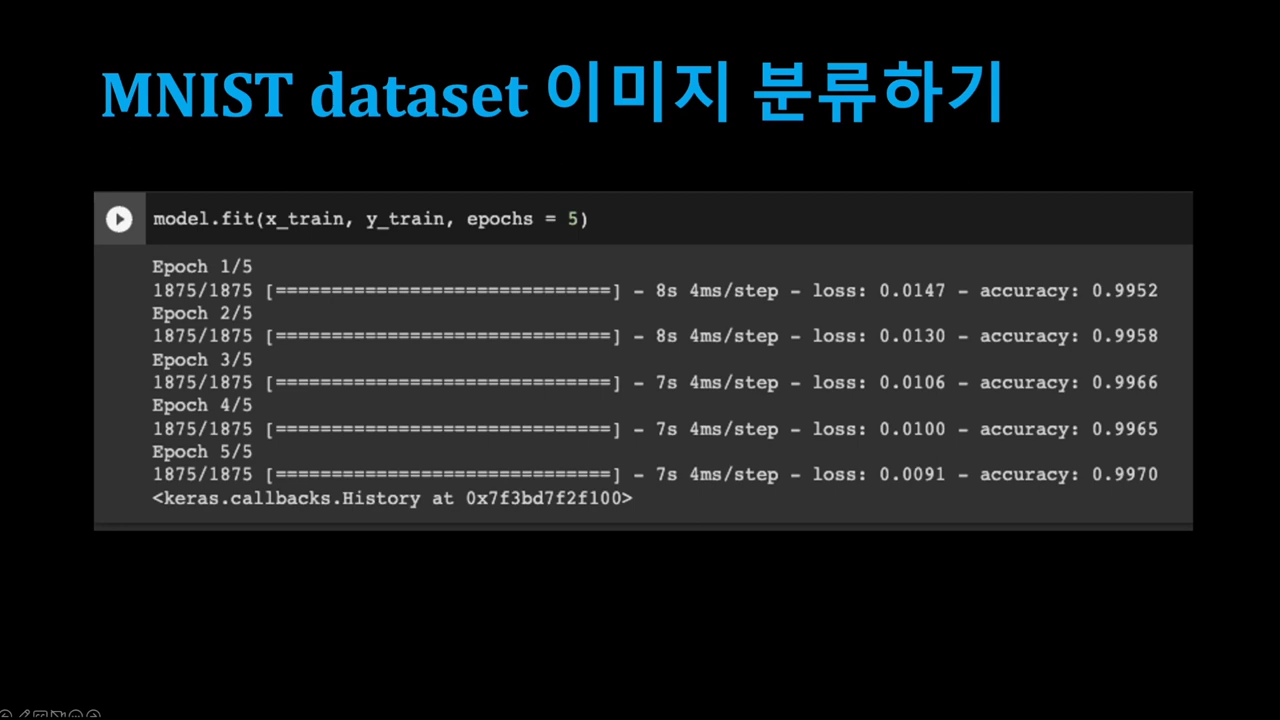 MNIST dataset 이미지 분류하기
model.fit(x_train, y_train, epochs = 5)
Epoch 1/5
1875/1875 [==============================] - 8s 4ms/step - loss: 0.0147 - accuracy: 0.9952
Epoch 2/5
1875/1875 [==============================] - 8s 4ms/step - loss: 0.0130 - accuracy: 0.9958
Epoch 3/5
1875/1875 [==============================] - 7s 4ms/step - loss: 0.0106 - accuracy: 0.9966
Epoch 4/5
1875/1875 [==============================] - 7s 4ms/step - loss: 0.0100 - accuracy: 0.9965
Epoch 5/5
1875/1875 [==============================] - 7s 4ms/step - loss: 0.0091 - accuracy: 0.9970
<keras.callbacks.History at 0x7f3bd7f2f100>